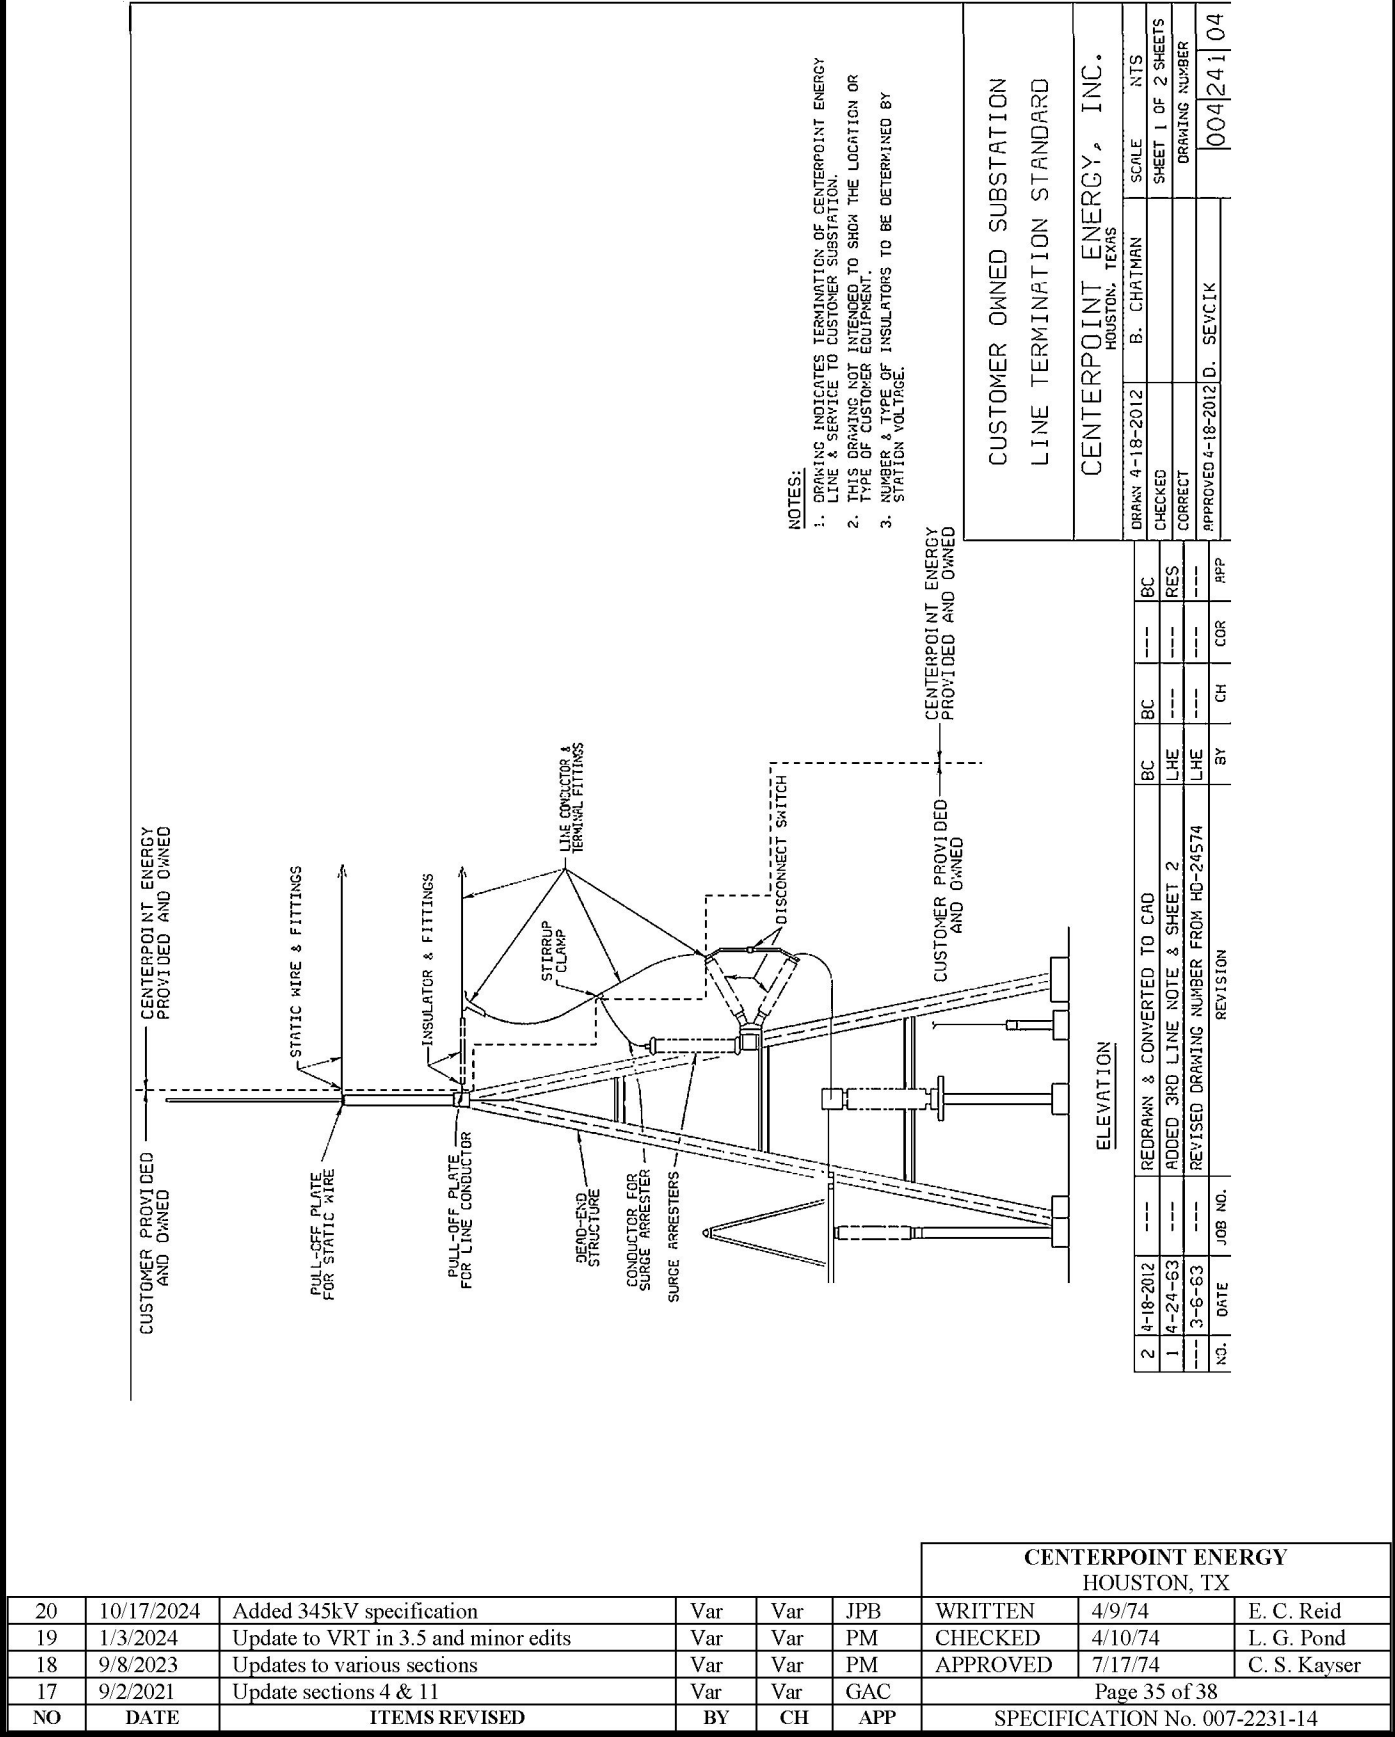 CUSTOMER PROVIDED
AND OWNED
CENTERPOINT ENERGY
PROVIDED AND OWNED
PULL-OFF PLATE
FOR STATIC WIRE
STATIC WIRE & FITTINGS
PULL-OFF PLATE
FOR LINE CONDUCTOR
INSULATOR & FITTINGS
LINE CONDUCTOR &
TERMINAL FITTINGS
STIRRUP
CLAMP
DEAD-END
STRUCTURE
CONDUCTOR FOR
SURGE ARRESTER
SURGE ARRESTERS
DISCONNECT SWITCH
CUSTOMER PROVIDED
AND OWNED
CENTERPOINT ENERGY
PROVIDED AND OWNED
ELEVATION
NOTES:
1. DRAWING INDICATES TERMINATION OF CENTERPOINT ENERGY
LINE & SERVICE TO CUSTOMER SUBSTATION.
2. THIS DRAWING NOT INTENDED TO SHOW THE LOCATION OR
TYPE OF CUSTOMER EQUIPMENT.
3. NUMBER & TYPE OF INSULATORS TO BE DETERMINED BY
STATION VOLTAGE.
CUSTOMER OWNED SUBSTATION
LINE TERMINATION STANDARD
CENTERPOINT ENERGY, INC.
HOUSTON, TEXAS
DRAWN 4-18-2012 B. CHATMAN SCALE NTS
CHECKED SHEET 1 OF 2 SHEETS
CORRECT DRAWING NUMBER
APPROVED 4-18-2012 D. SEVCIK 004 241 04
2 4-18-2012 --- REDRAWN & CONVERTED TO CAD BC BC --- BC
1 4-24-63 --- ADDED 3RD LINE NOTE & SHEET 2 LHE --- --- RES
--- 3-6-63 --- REVISED DRAWING NUMBER FROM HD-24574 LHE --- --- ---
NO. DATE JOB NO. REVISION BY CH COR APP
CENTERPOINT ENERGY
HOUSTON, TX
20 10/17/2024 Added 345kV specification Var Var JPB WRITTEN 4/9/74 E. C. Reid
19 1/3/2024 Update to VRT in 3.5 and minor edits Var Var PM CHECKED 4/10/74 L. G. Pond
18 9/8/2023 Updates to various sections Var Var PM APPROVED 7/17/74 C. S. Kayser
17 9/2/2021 Update sections 4 & 11 Var Var GAC Page 35 of 38
NO DATE ITEMS REVISED BY CH APP SPECIFICATION No. 007-2231-14